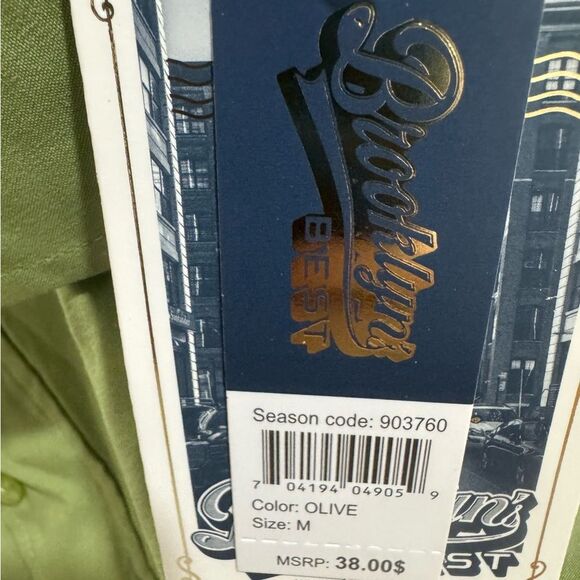 Brooklyn's
BEST
Season code: 903760
7 04194 04905 9
Color: OLIVE
Size: M
MSRP: 38.00$